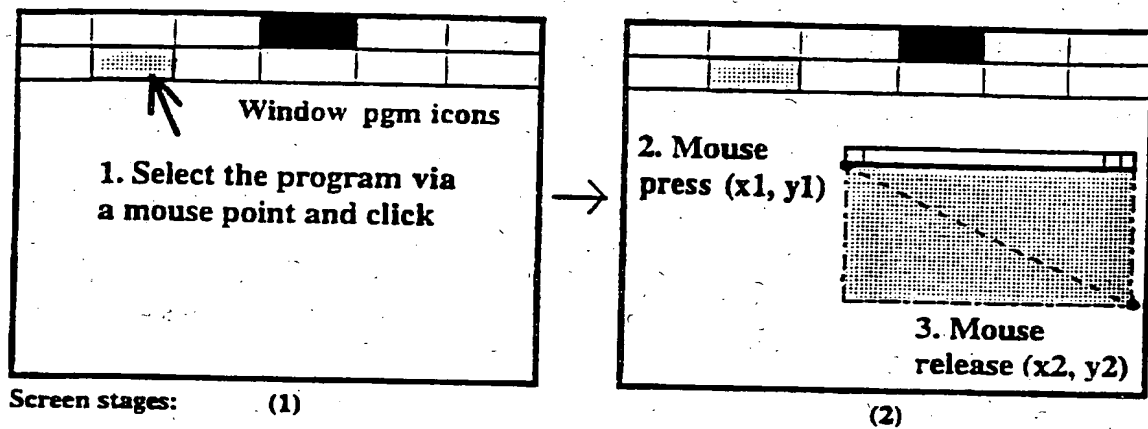 Window pgm icons
1. Select the program via
a mouse point and click
2. Mouse
press (x1, y1)
3. Mouse
release (x2, y2)
Screen stages:
(1)
(2)